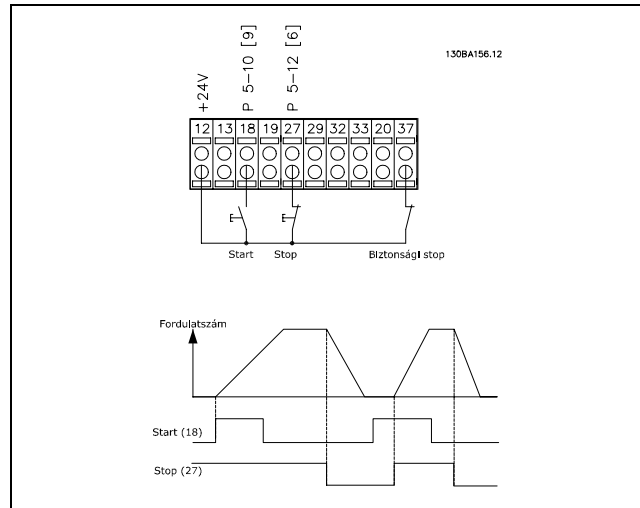 130BA156.12
+24V
P 5-10 [9]
P 5-12 [6]
12 13 18 19 27 29 32 33 20 37
Start Stop Biztonsági stop
Fordulatszám
Start (18)
Stop (27)